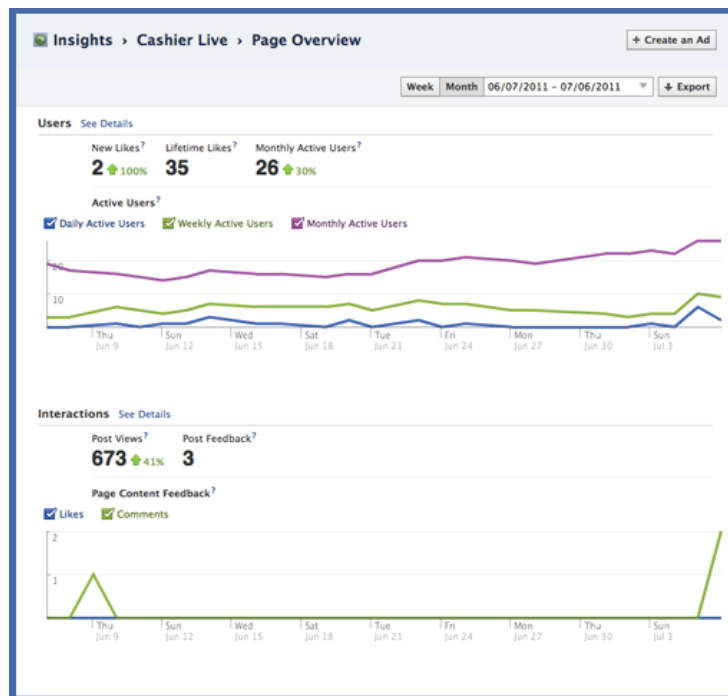 Insights › Cashier Live › Page Overview
+ Create an Ad
Week Month 06/07/2011 - 07/06/2011
Export
Users See Details
New Likes? Lifetime Likes? Monthly Active Users?
2 100% 35 26 30%
Active Users?
Daily Active Users Weekly Active Users Monthly Active Users
20
10
Thu Sun Wed Sat Tue Fri Mon Thu Sun
Jun 9 Jun 12 Jun 15 Jun 18 Jun 21 Jun 24 Jun 27 Jun 30 Jul 3
Interactions See Details
Post Views? Post Feedback?
673 41% 3
Page Content Feedback?
Likes Comments
2
1
Thu Sun Wed Sat Tue Fri Mon Thu Sun
Jun 9 Jun 12 Jun 15 Jun 18 Jun 21 Jun 24 Jun 27 Jun 30 Jul 3